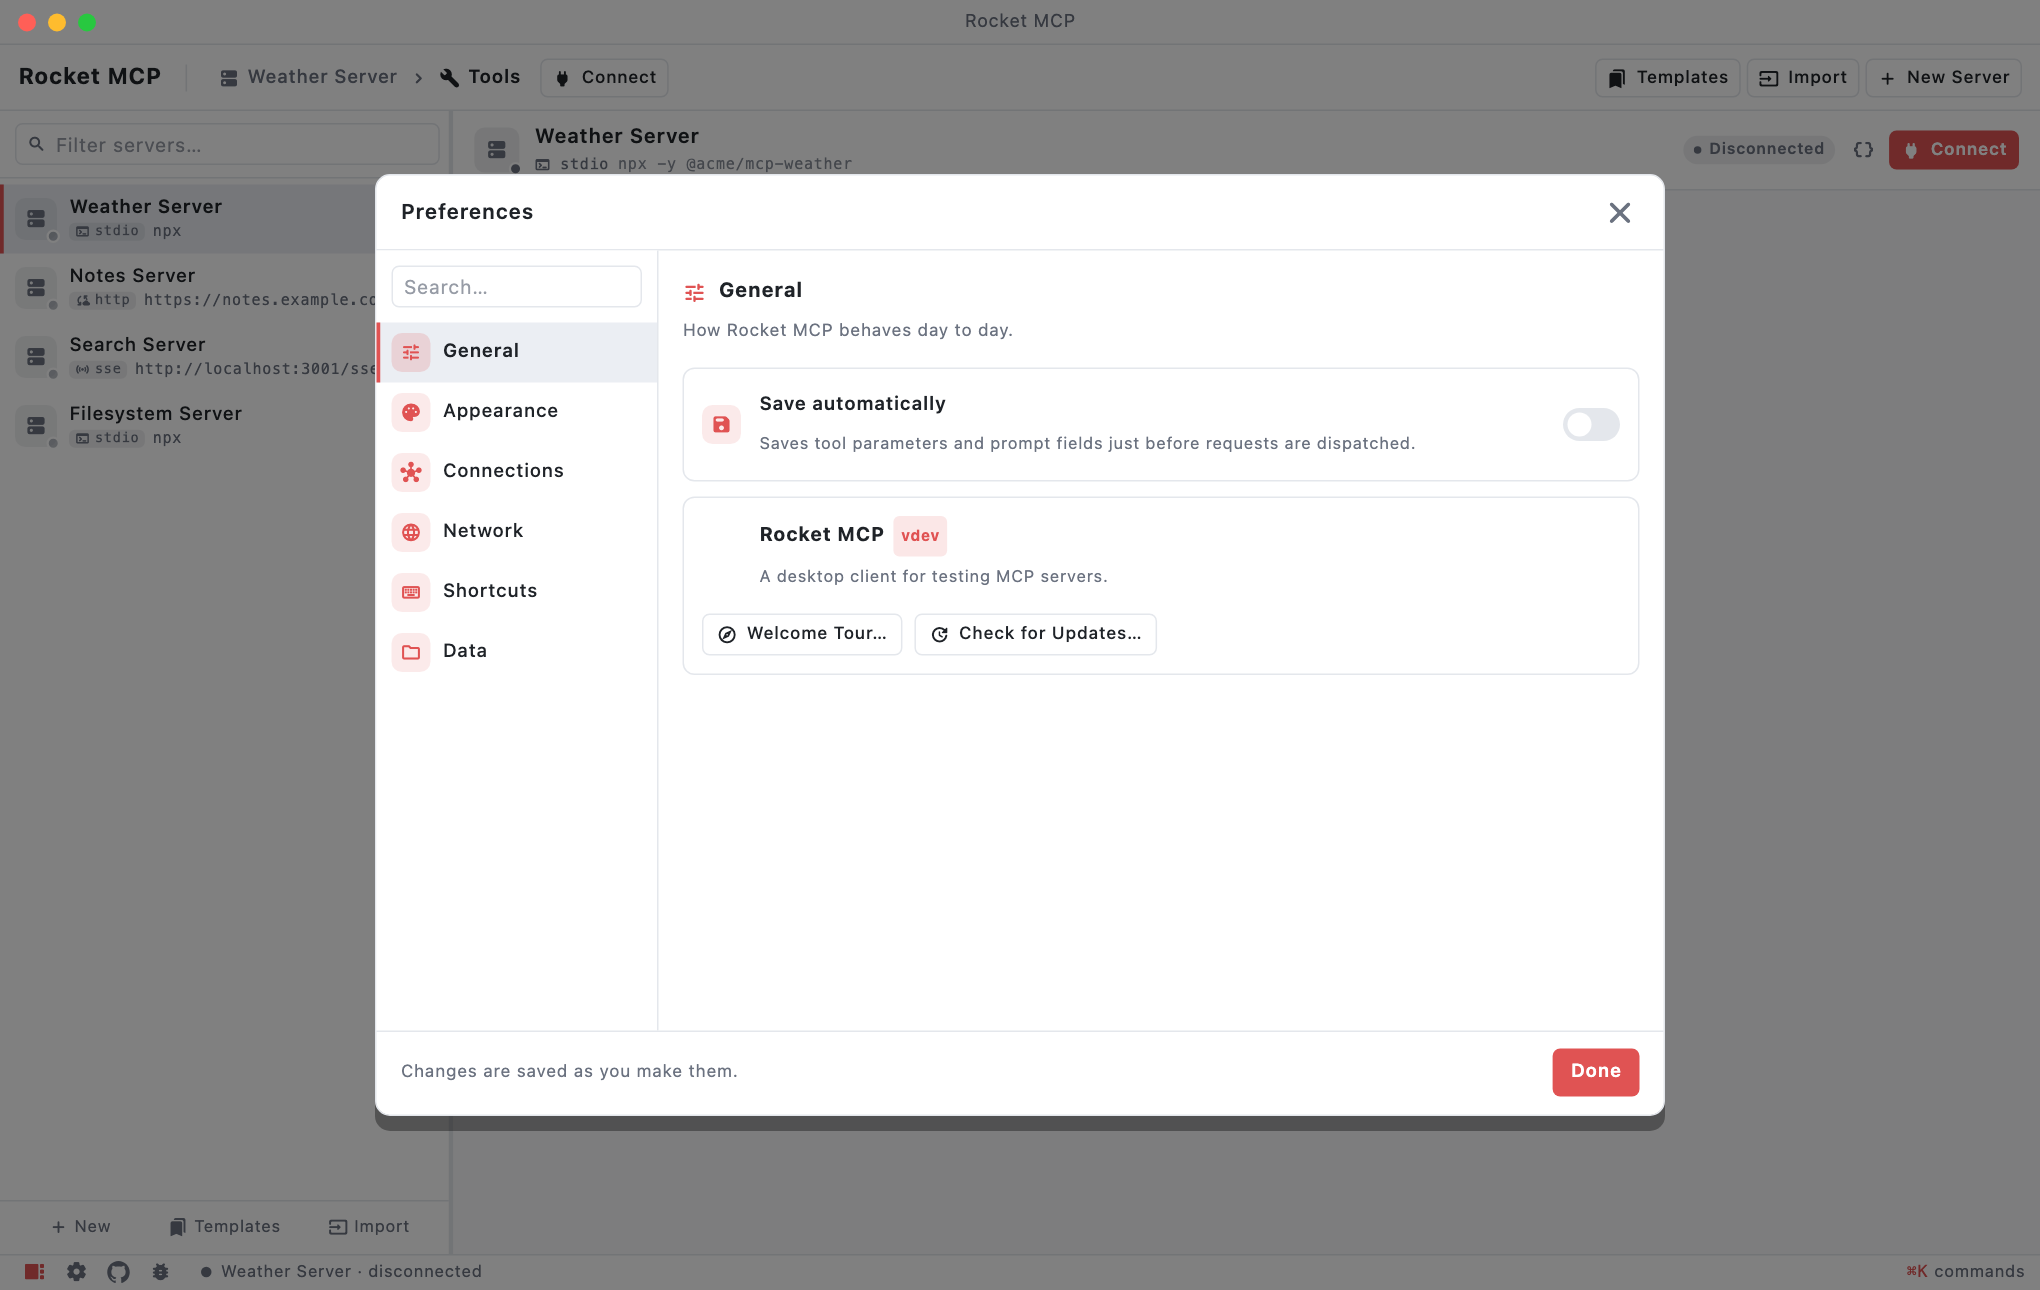 Rocket MCP
Rocket MCP
Weather Server › Tools
Connect
Templates
Import
+ New Server
Filter servers...
Weather Server
stdio npx
Notes Server
http https://notes.example.co
Search Server
sse http://localhost:3001/sse
Filesystem Server
stdio npx
Weather Server
stdio npx -y @acme/mcp-weather
Disconnected
{}
Connect
Preferences
Search...
General
Appearance
Connections
Network
Shortcuts
Data
General
How Rocket MCP behaves day to day.
Save automatically
Saves tool parameters and prompt fields just before requests are dispatched.
Rocket MCP vdev
A desktop client for testing MCP servers.
Welcome Tour...
Check for Updates...
Changes are saved as you make them.
Done
+ New
Templates
Import
Weather Server · disconnected
⌘K commands